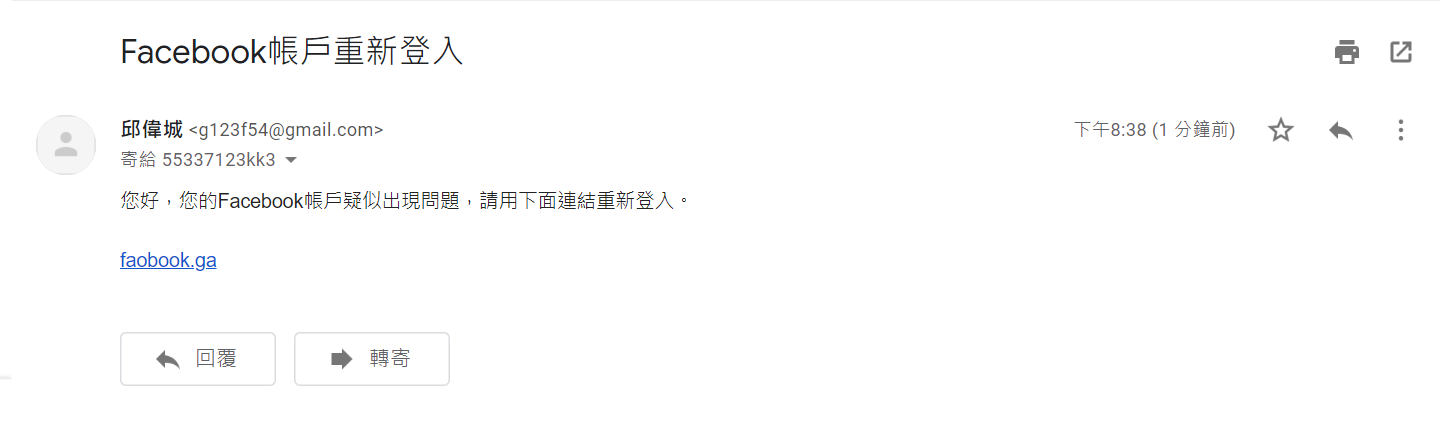 Facebook帳戶重新登入
邱偉城 <g123f54@gmail.com>
下午8:38 (1 分鐘前)
寄給 55337123kk3
您好，您的Facebook帳戶疑似出現問題，請用下面連結重新登入。
faobook.ga
回覆
轉寄